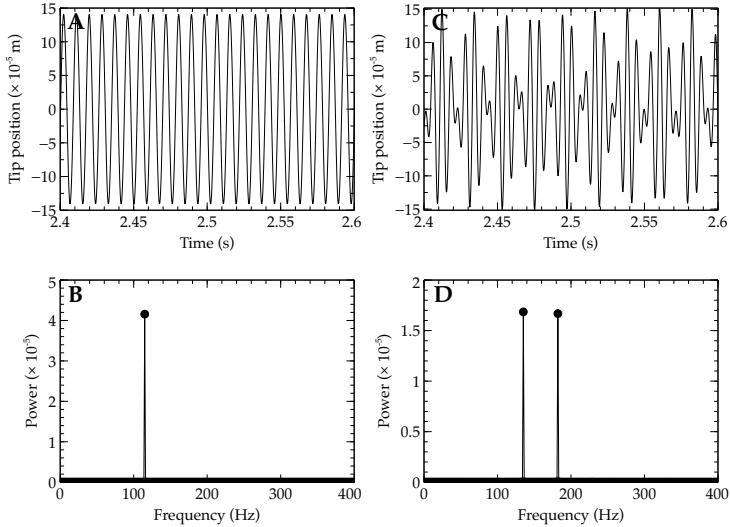 A
15
10
5
0
−5
−10
−15
Tip position (× 10⁻⁵ m)
2.4 2.45 2.5 2.55 2.6
Time (s)
C
15
10
5
0
−5
−10
−15
Tip position (× 10⁻⁵ m)
2.4 2.45 2.5 2.55 2.6
Time (s)
B
5
4
3
2
1
0
Power (× 10⁻⁵)
0 100 200 300 400
Frequency (Hz)
D
2
1.5
1
0.5
0
Power (× 10⁻⁵)
0 100 200 300 400
Frequency (Hz)